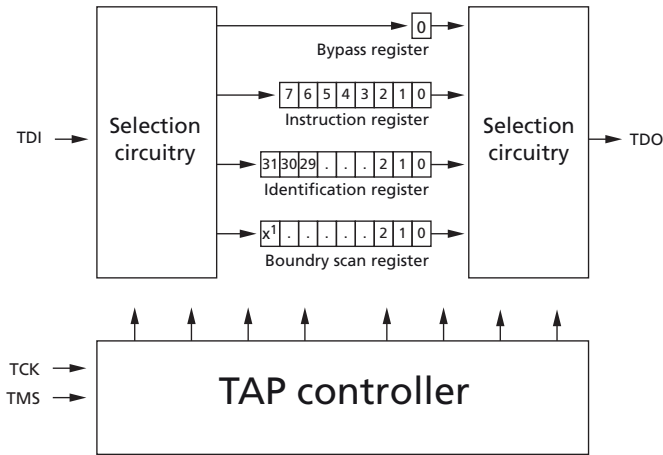 0
Bypass register
7 6 5 4 3 2 1 0
Instruction register
TDI
Selection
circuitry
Selection
circuitry
TDO
31 30 29 . . . 2 1 0
Identification register
x¹ . . . . . 2 1 0
Boundry scan register
TCK
TMS
TAP controller